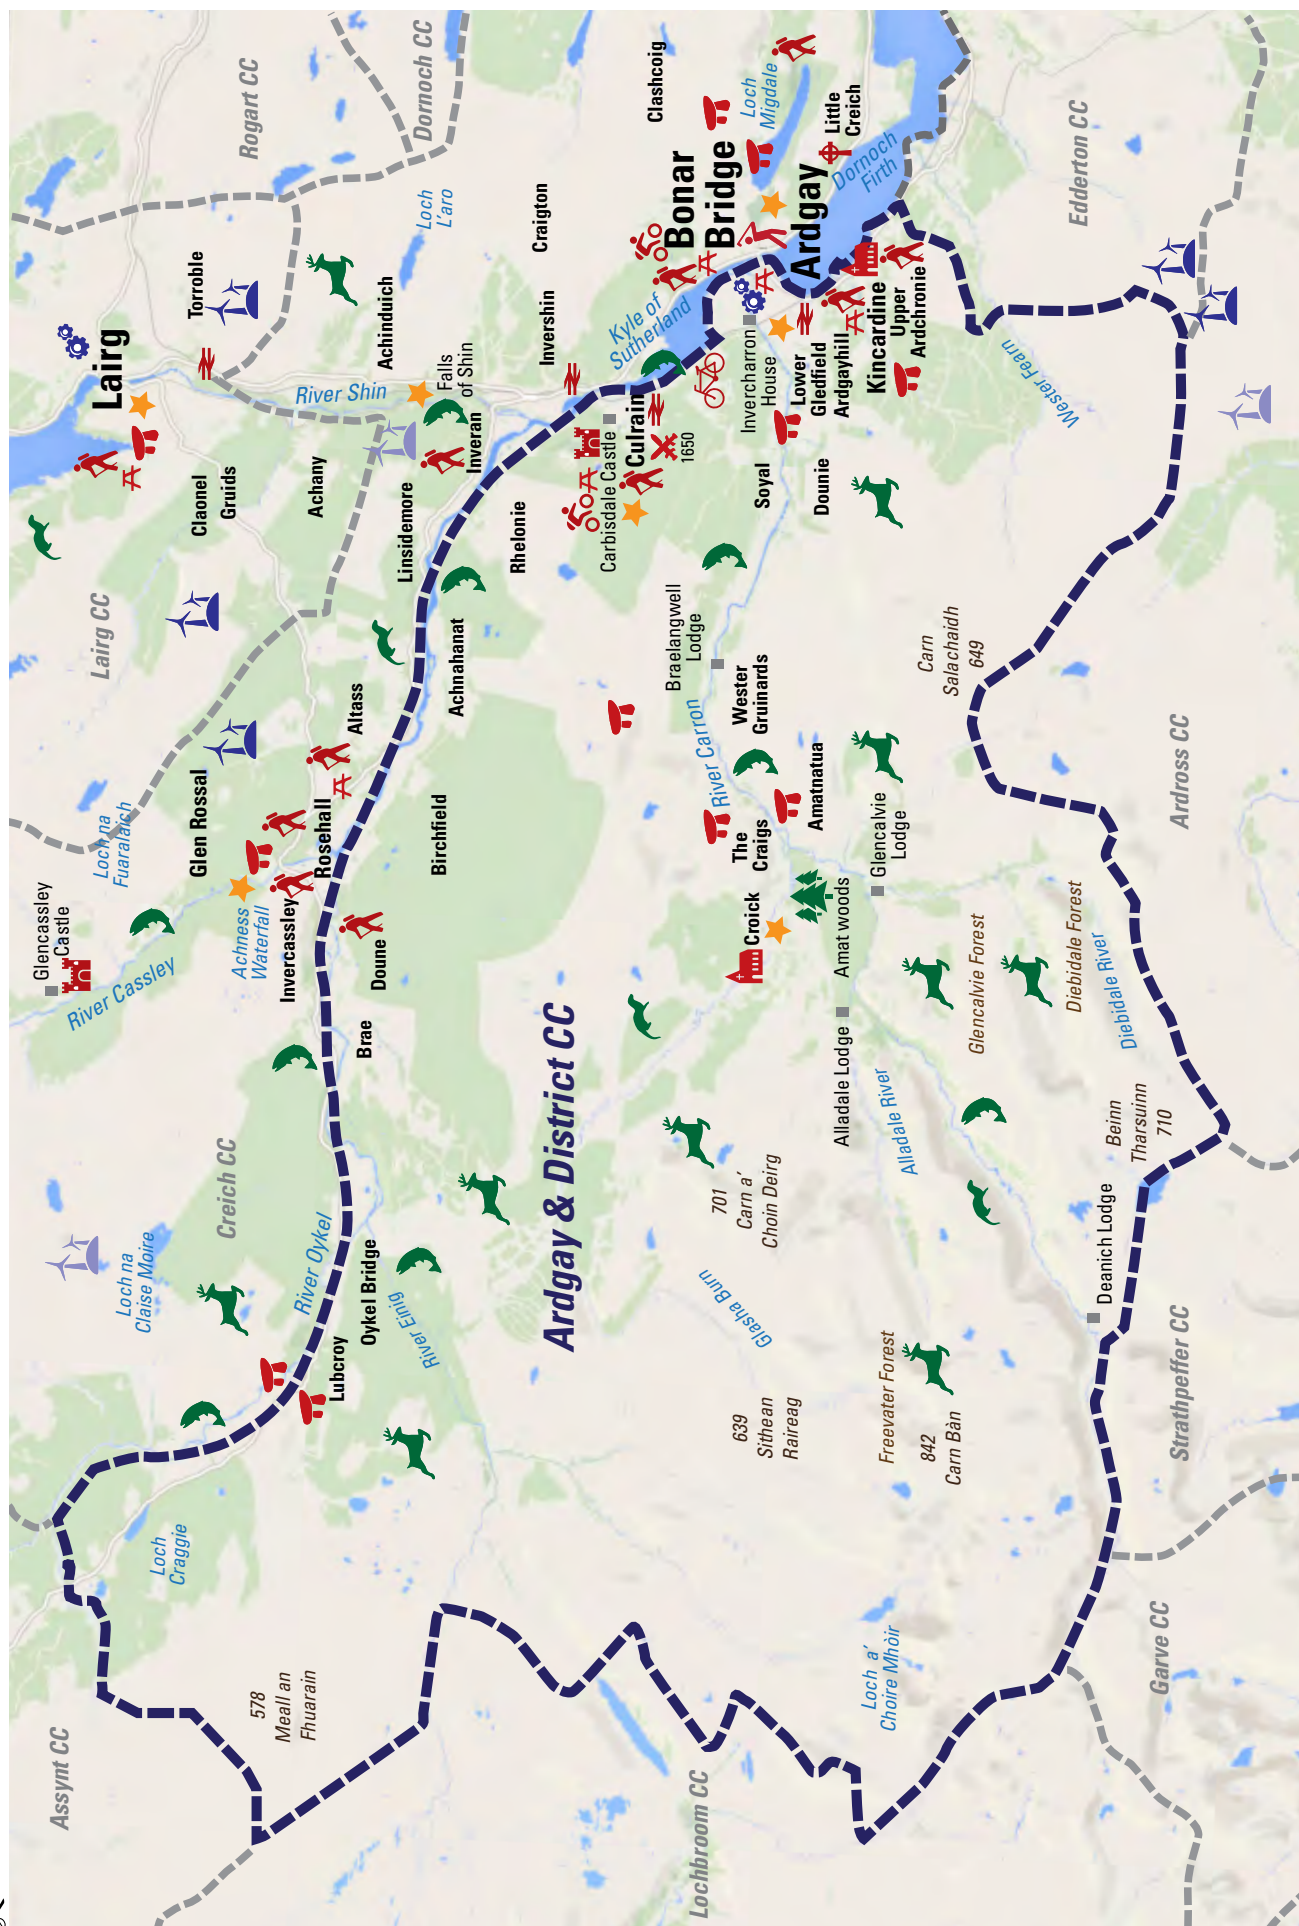 Assynt CC
578
Meall an
Fhuarain
Loch
Craggie
Lochbroom CC
Loch a'
Choire Mhòir
Garve CC
Strathpeffer CC
Lubcroy
Oykel Bridge
River Oykel
River Einig
Loch na
Claise Moire
Creich CC
639
Sithean
Raireag
Freevater Forest
842
Carn Bàn
Glasha Burn
701
Carn a'
Choin Deirg
Deanich Lodge
Beinn
Tharsuinn
710
Ardgay & District CC
Alladale Lodge
Alladale River
Amat woods
Croick
Glencalvie Forest
Diebidale Forest
Diebidale River
Glencalvie
Lodge
The
Craigs
Amatnatua
River Carron
Wester
Gruinards
Braelangwell
Lodge
Carn
Salachaidh
649
Ardross CC
Glencassley
Castle
River Cassley
Loch na
Fuaralaich
Achness
Waterfall
Invercassley
Glen Rossal
Rosehall
Doune
Brae
Birchfield
Altass
Achnahanat
Lairg CC
Linsidemore
Rhelonie
Claonel
Gruids
Achany
Inveran
Lairg
Torroble
River Shin
Falls
of Shin
Achinduich
Invershin
Craigton
Loch
L'aro
Rogart CC
Dornoch CC
Carbisdale Castle
Culrain
1650
Kyle of
Sutherland
Invercharron
House
Soyal
Dounie
Lower
Gledfield
Ardgayhill
Kincardine
Upper
Ardchronie
Wester Fearn
Bonar
Bridge
Ardgay
Clashcoig
Loch
Migdale
Little
Creich
Dornoch
Firth
Edderton CC